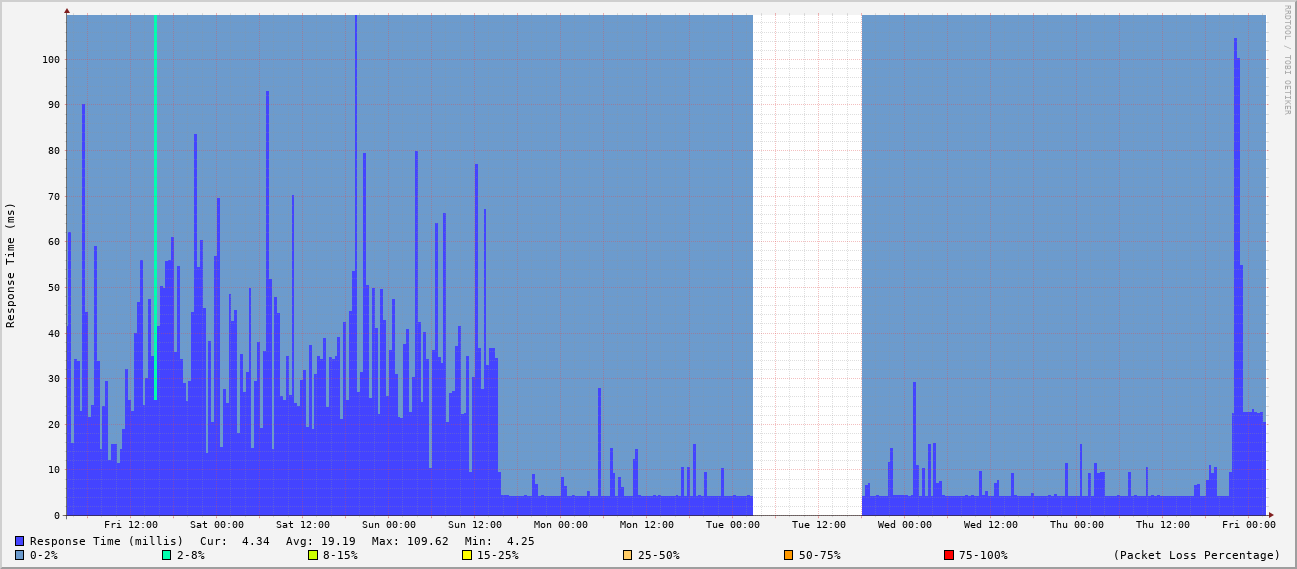 RRDTOOL / TOBI OETIKER
Response Time (ms)
100
90
80
70
60
50
40
30
20
10
0
Fri 12:00 Sat 00:00 Sat 12:00 Sun 00:00 Sun 12:00 Mon 00:00 Mon 12:00 Tue 00:00 Tue 12:00 Wed 00:00 Wed 12:00 Thu 00:00 Thu 12:00 Fri 00:00
Response Time (millis) Cur: 4.34 Avg: 19.19 Max: 109.62 Min: 4.25
0-2% 2-8% 8-15% 15-25% 25-50% 50-75% 75-100% (Packet Loss Percentage)